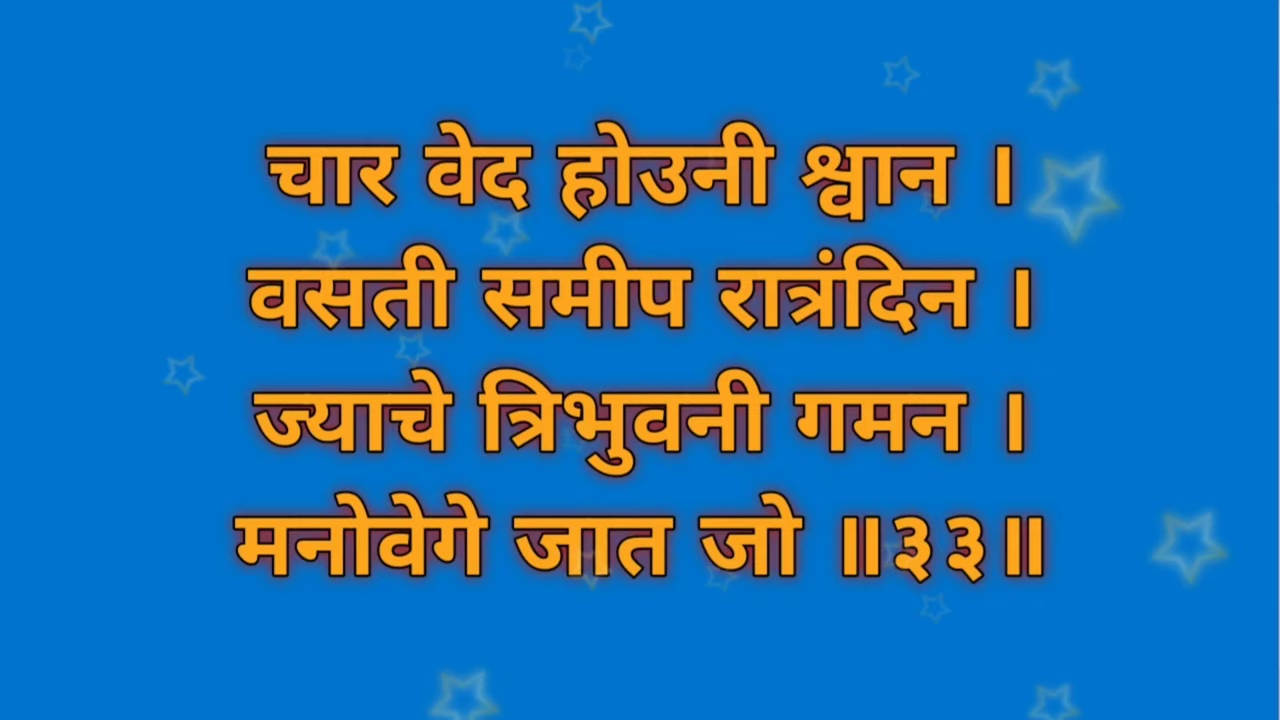 चार वेद होउनी श्वान ।
वसती समीप रात्रंदिन ।
ज्याचे त्रिभुवनी गमन ।
मनोवेगे जात जो ॥३३॥